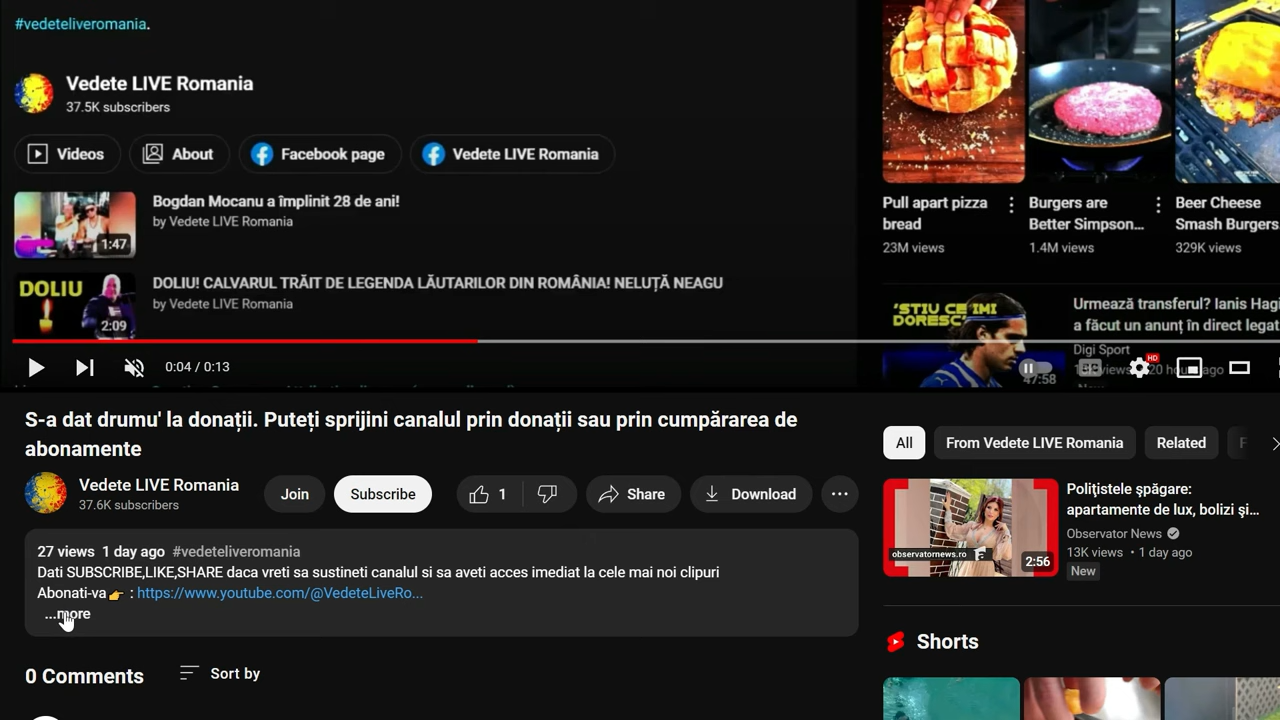 #vedeteliveromania.
Vedete LIVE Romania
37.5K subscribers
Videos
About
Facebook page
Vedete LIVE Romania
1:47
Bogdan Mocanu a împlinit 28 de ani!
by Vedete LIVE Romania
DOLIU
2:09
DOLIU! CALVARUL TRĂIT DE LEGENDA LĂUTARILOR DIN ROMÂNIA! NELUȚĂ NEAGU
by Vedete LIVE Romania
Pull apart pizza
bread
23M views
Burgers are
Better Simpson...
1.4M views
Beer Cheese
Smash Burgers
329K views
'ȘTIU CE ÎMI
DORESC'
Urmează transferul? Ianis Hagi
a făcut un anunț în direct legat
Digi Sport
47:58
0:04 / 0:13
HD
S-a dat drumu' la donații. Puteți sprijini canalul prin donații sau prin cumpărarea de
abonamente
Vedete LIVE Romania
37.6K subscribers
Join
Subscribe
1
Share
Download
27 views 1 day ago #vedeteliveromania
Dati SUBSCRIBE,LIKE,SHARE daca vreti sa sustineti canalul si sa aveti acces imediat la cele mai noi clipuri
Abonati-va👉 : https://www.youtube.com/@VedeteLiveRo...
...more
0 Comments
Sort by
All
From Vedete LIVE Romania
Related
observatornews.ro
2:56
Polițistele șpăgare:
apartamente de lux, bolizi și...
Observator News
13K views • 1 day ago
New
Shorts